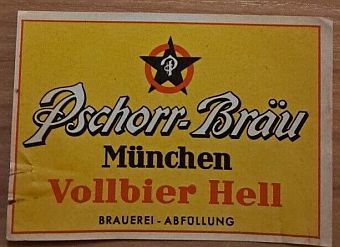 P
Pschorr-Bräu
München
Vollbier Hell
BRAUEREI - ABFÜLLUNG